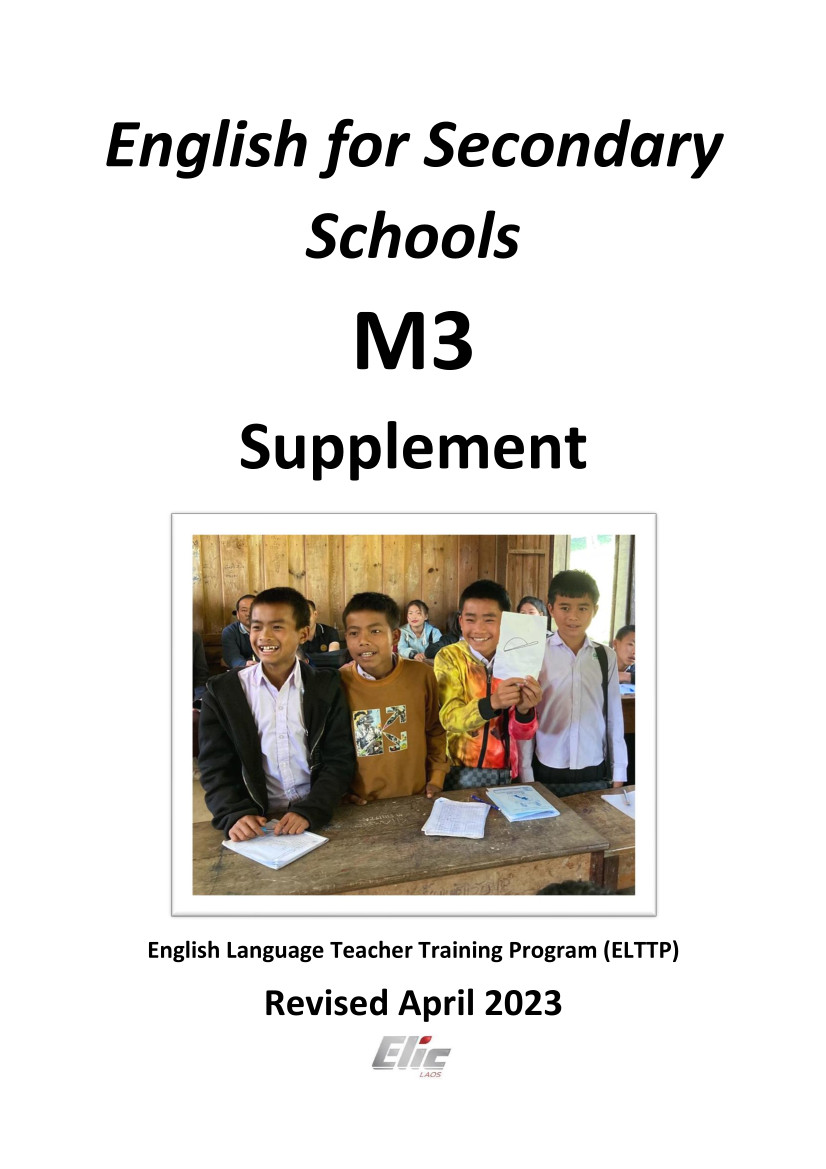 English for Secondary
Schools
M3
Supplement
English Language Teacher Training Program (ELTTP)
Revised April 2023
Elic
LAOS